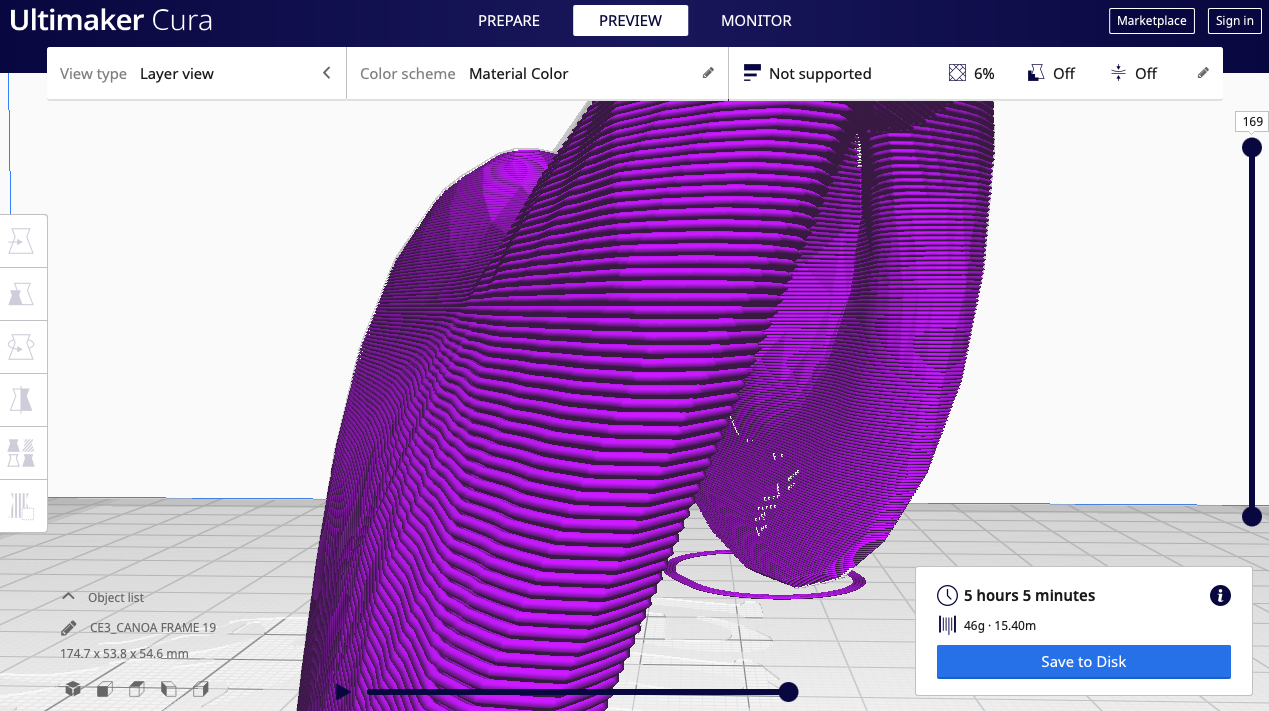 Ultimaker Cura
PREPARE
PREVIEW
MONITOR
Marketplace
Sign in
View type Layer view
Color scheme Material Color
Not supported
6%
Off
Off
169
Object list
CE3_CANOA FRAME 19
174.7 x 53.8 x 54.6 mm
5 hours 5 minutes
46g · 15.40m
Save to Disk